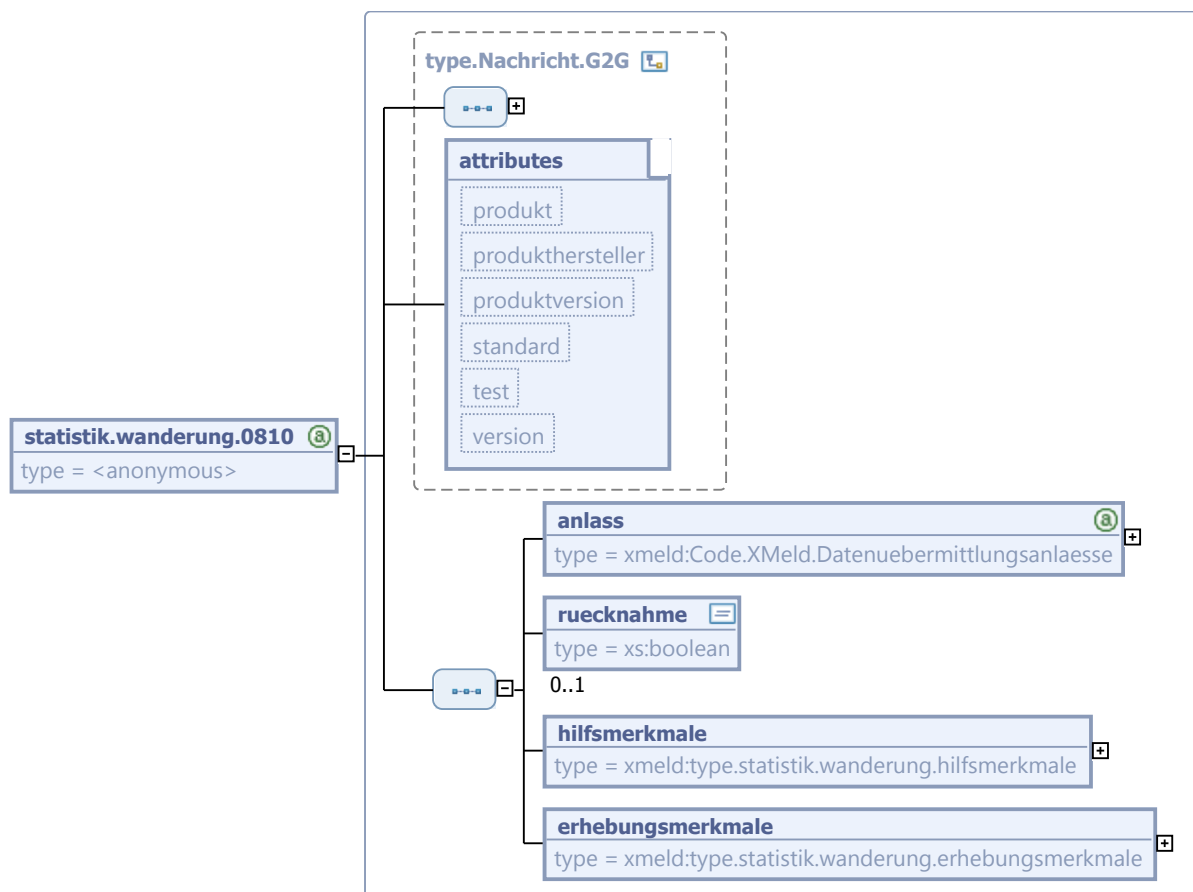 type.Nachricht.G2G
attributes
produkt
produkthersteller
produktversion
standard
test
version
statistik.wanderung.0810
type = <anonymous>
anlass
type = xmeld:Code.XMeld.Datenuebermittlungsanlaesse
ruecknahme
type = xs:boolean
0..1
hilfsmerkmale
type = xmeld:type.statistik.wanderung.hilfsmerkmale
erhebungsmerkmale
type = xmeld:type.statistik.wanderung.erhebungsmerkmale